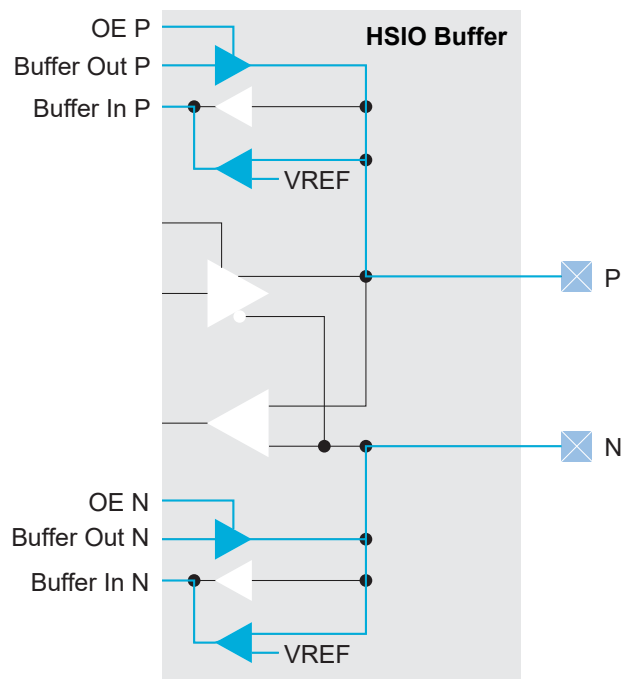 OE P
HSIO Buffer
Buffer Out P
Buffer In P
VREF
P
N
OE N
Buffer Out N
Buffer In N
VREF